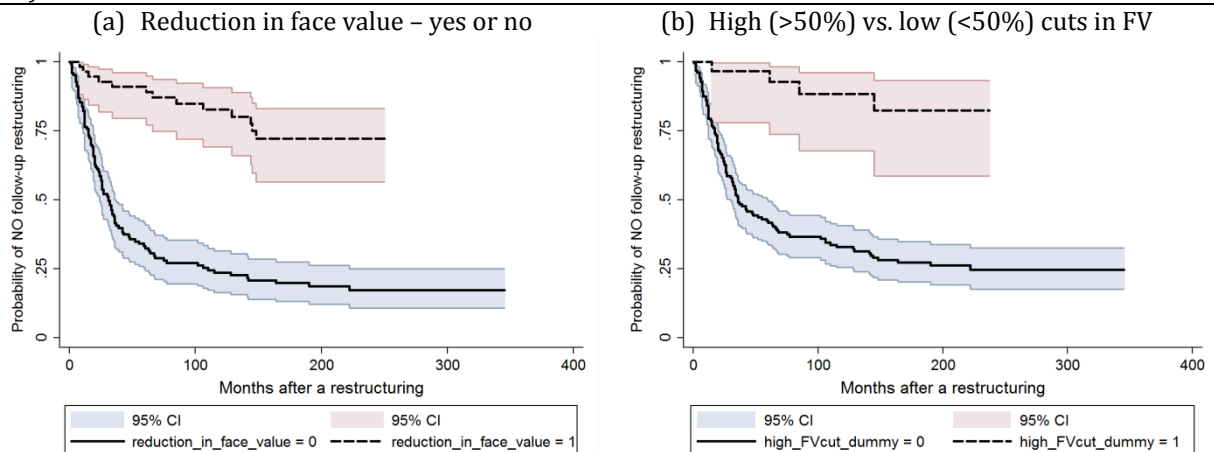 (a) Reduction in face value – yes or no
Probability of NO follow-up restructuring
1
.75
.5
.25
0
0 100 200 300 400
Months after a restructuring
95% CI 95% CI
reduction_in_face_value = 0 reduction_in_face_value = 1
(b) High (>50%) vs. low (<50%) cuts in FV
Probability of NO follow-up restructuring
1
.75
.5
.25
0
0 100 200 300 400
Months after a restructuring
95% CI 95% CI
high_FVcut_dummy = 0 high_FVcut_dummy = 1